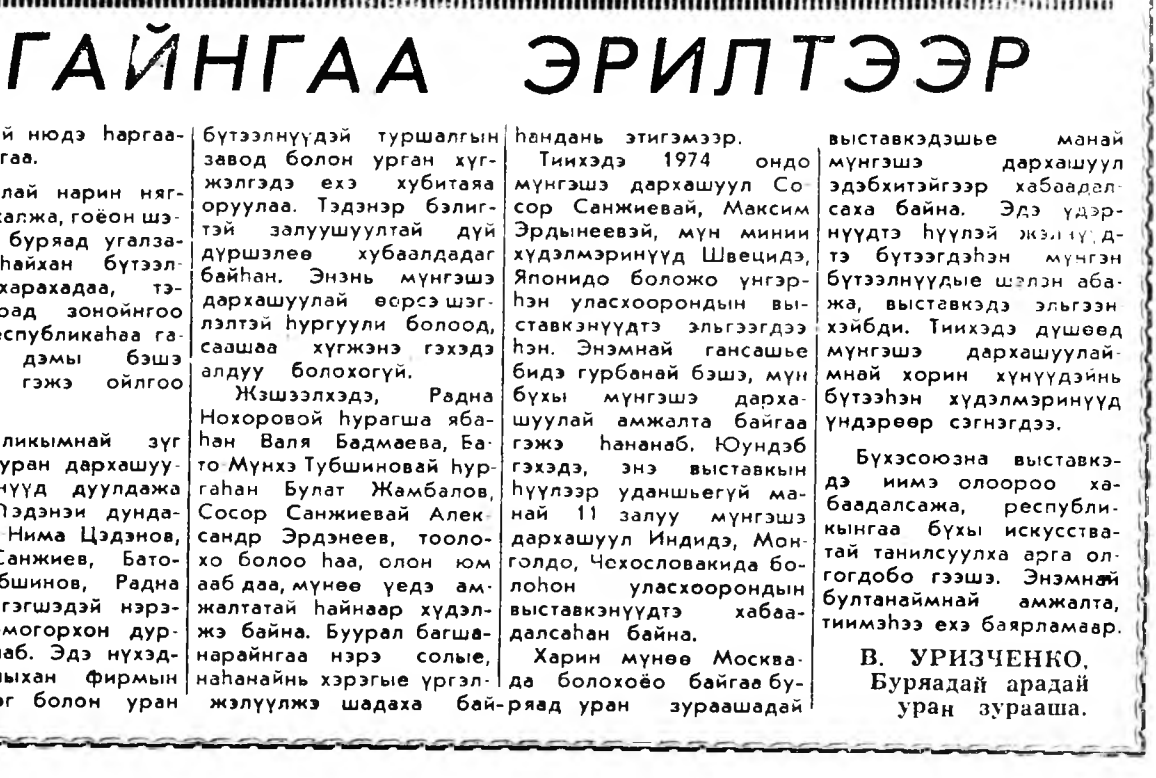 ГАЙНГАА ЭРИЛТЭЭР
й нюдэ һаргаа-
гаа.
лай нарин няг-
халжа, гоёон шэ-
буряад угалза-
һайхан бүтээл-
харахадаа, тэ-
зонойнгоо
еспубликаһаа га-
дэмы бэшэ
гэжэ ойлгоо
ликымнай зүг
уран дархашуу-
нүүд дуулдажа
Тэдэнэй дунда-
Нима Цэдэнов,
Санжиев, Бато-
бшинов, Радна
гэгшэдэй нэрэ-
могорхон дур-
аб. Эдэ нүхэд-
ыхан фирмын
эг болон уран
бүтээлнүүдэй туршалгын
завод болон урган хүг-
жэлгэдэ ехэ хубитаяа
оруулаа. Тэдэнэр бэлиг-
тэй залуушуултай дүй
дүршэлөө хубаалдадаг
байһан. Энэнь мүнгэшэ
дархашуулай өөрсэ шэг-
лэлтэй һургуули болоод,
саашаа хүгжэнэ гэхэдэ
алдуу болохогүй.
Жэшээлхэдэ, Радна
Нохоровой һурагша яба-
һан Валя Бадмаева, Ба-
то-Мүнхэ Тубшиновай һур-
гаһан Булат Жамбалов,
Сосор Санжиевай Алек-
сандр Эрдэнеев, тооло-
хо болоо һаа, олон юм
ааб даа, мүнөө үедэ ам-
жалтатай һайнаар хүдэл-
жэ байна. Буурал багша-
нарайнгаа нэрэ солые,
наһанайнь хэрэгые үргэл-
жэлүүлжэ шадаха бай-
һандань этигэмээр.
Тиихэдэ 1974 ондо
мүнгэшэ дархашуул Со-
сор Санжиевай, Максим
Эрдынеевэй, мүн минии
хүдэлмэринүүд Швецидэ,
Японидо боложо үнгэр-
һэн уласхоорондын вы-
ставкэнүүдтэ эльгээгдээ
һэн. Энэмнай гансашье
бидэ гурбанай бэшэ, мүн
бүхы мүнгэшэ дарха-
шуулай амжалта байгаа
гэжэ һананаб. Юундэб
гэхэдэ, энэ выставкын
һүүлээр уданшьегүй ма-
най 11 залуу мүнгэшэ
дархашуул Индидэ, Мон-
голдо, Чехословакида бо-
лоһон уласхоорондын
выставкэнүүдтэ хабаа-
далсаһан байна.
Харин мүнөө Москва-
да болохоёо байгаа бу-
ряад уран зураашадай
выставкэдэшье манай
мүнгэшэ дархашуул
эдэбхитэйгээр хабаадал-
саха байна. Эдэ үдэр-
нүүдтэ һүүлэй жэлнүүд-
тэ бүтээгдэһэн мүнгэн
бүтээлнүүдые шэлэн аба-
жа, выставкэдэ эльгээн
хэйбди. Тиихэдэ дүшөөд
мүнгэшэ дархашуулай-
мнай хорин хүнүүдэйнь
бүтээһэн хүдэлмэринүүд
үндэрөөр сэгнэгдээ.
Бүхэсоюзна выставкэ-
дэ иимэ олоороо ха-
баадалсажа, республи-
кынгаа бүхы искусства-
тай танилсуулха арга ол-
гогдобо гээшэ. Энэмнай
бултанаймнай амжалта,
тиимэһээ ехэ баярламаар.
В. УРИЗЧЕНКО,
Буряадай арадай
уран зурааша.